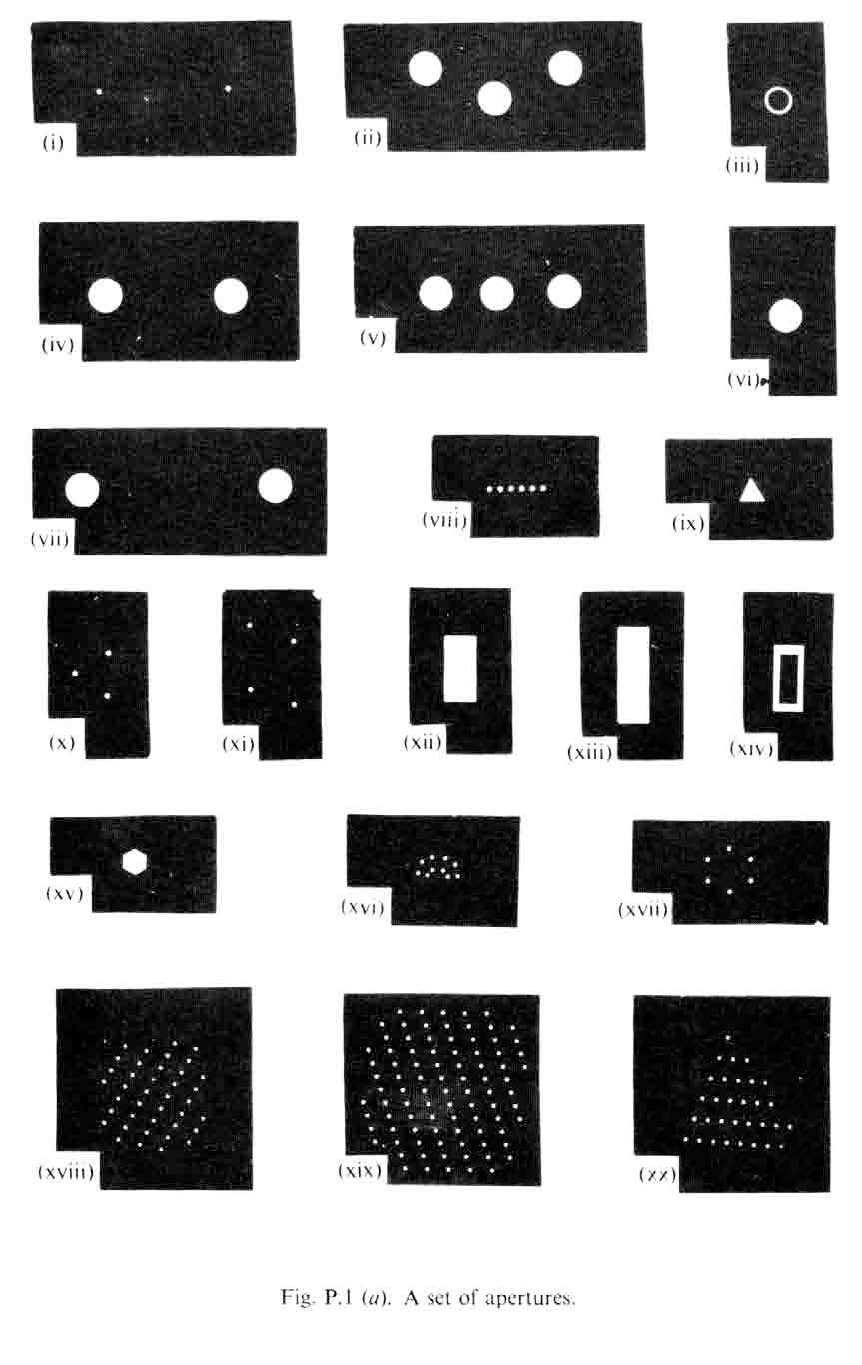 (i) (ii) (iii)
(iv) (v) (vi)
(vii) (viii) (ix)
(x) (xi) (xii) (xiii) (xiv)
(xv) (xvi) (xvii)
(xviii) (xix) (xx)
Fig. P.1 (a). A set of apertures.